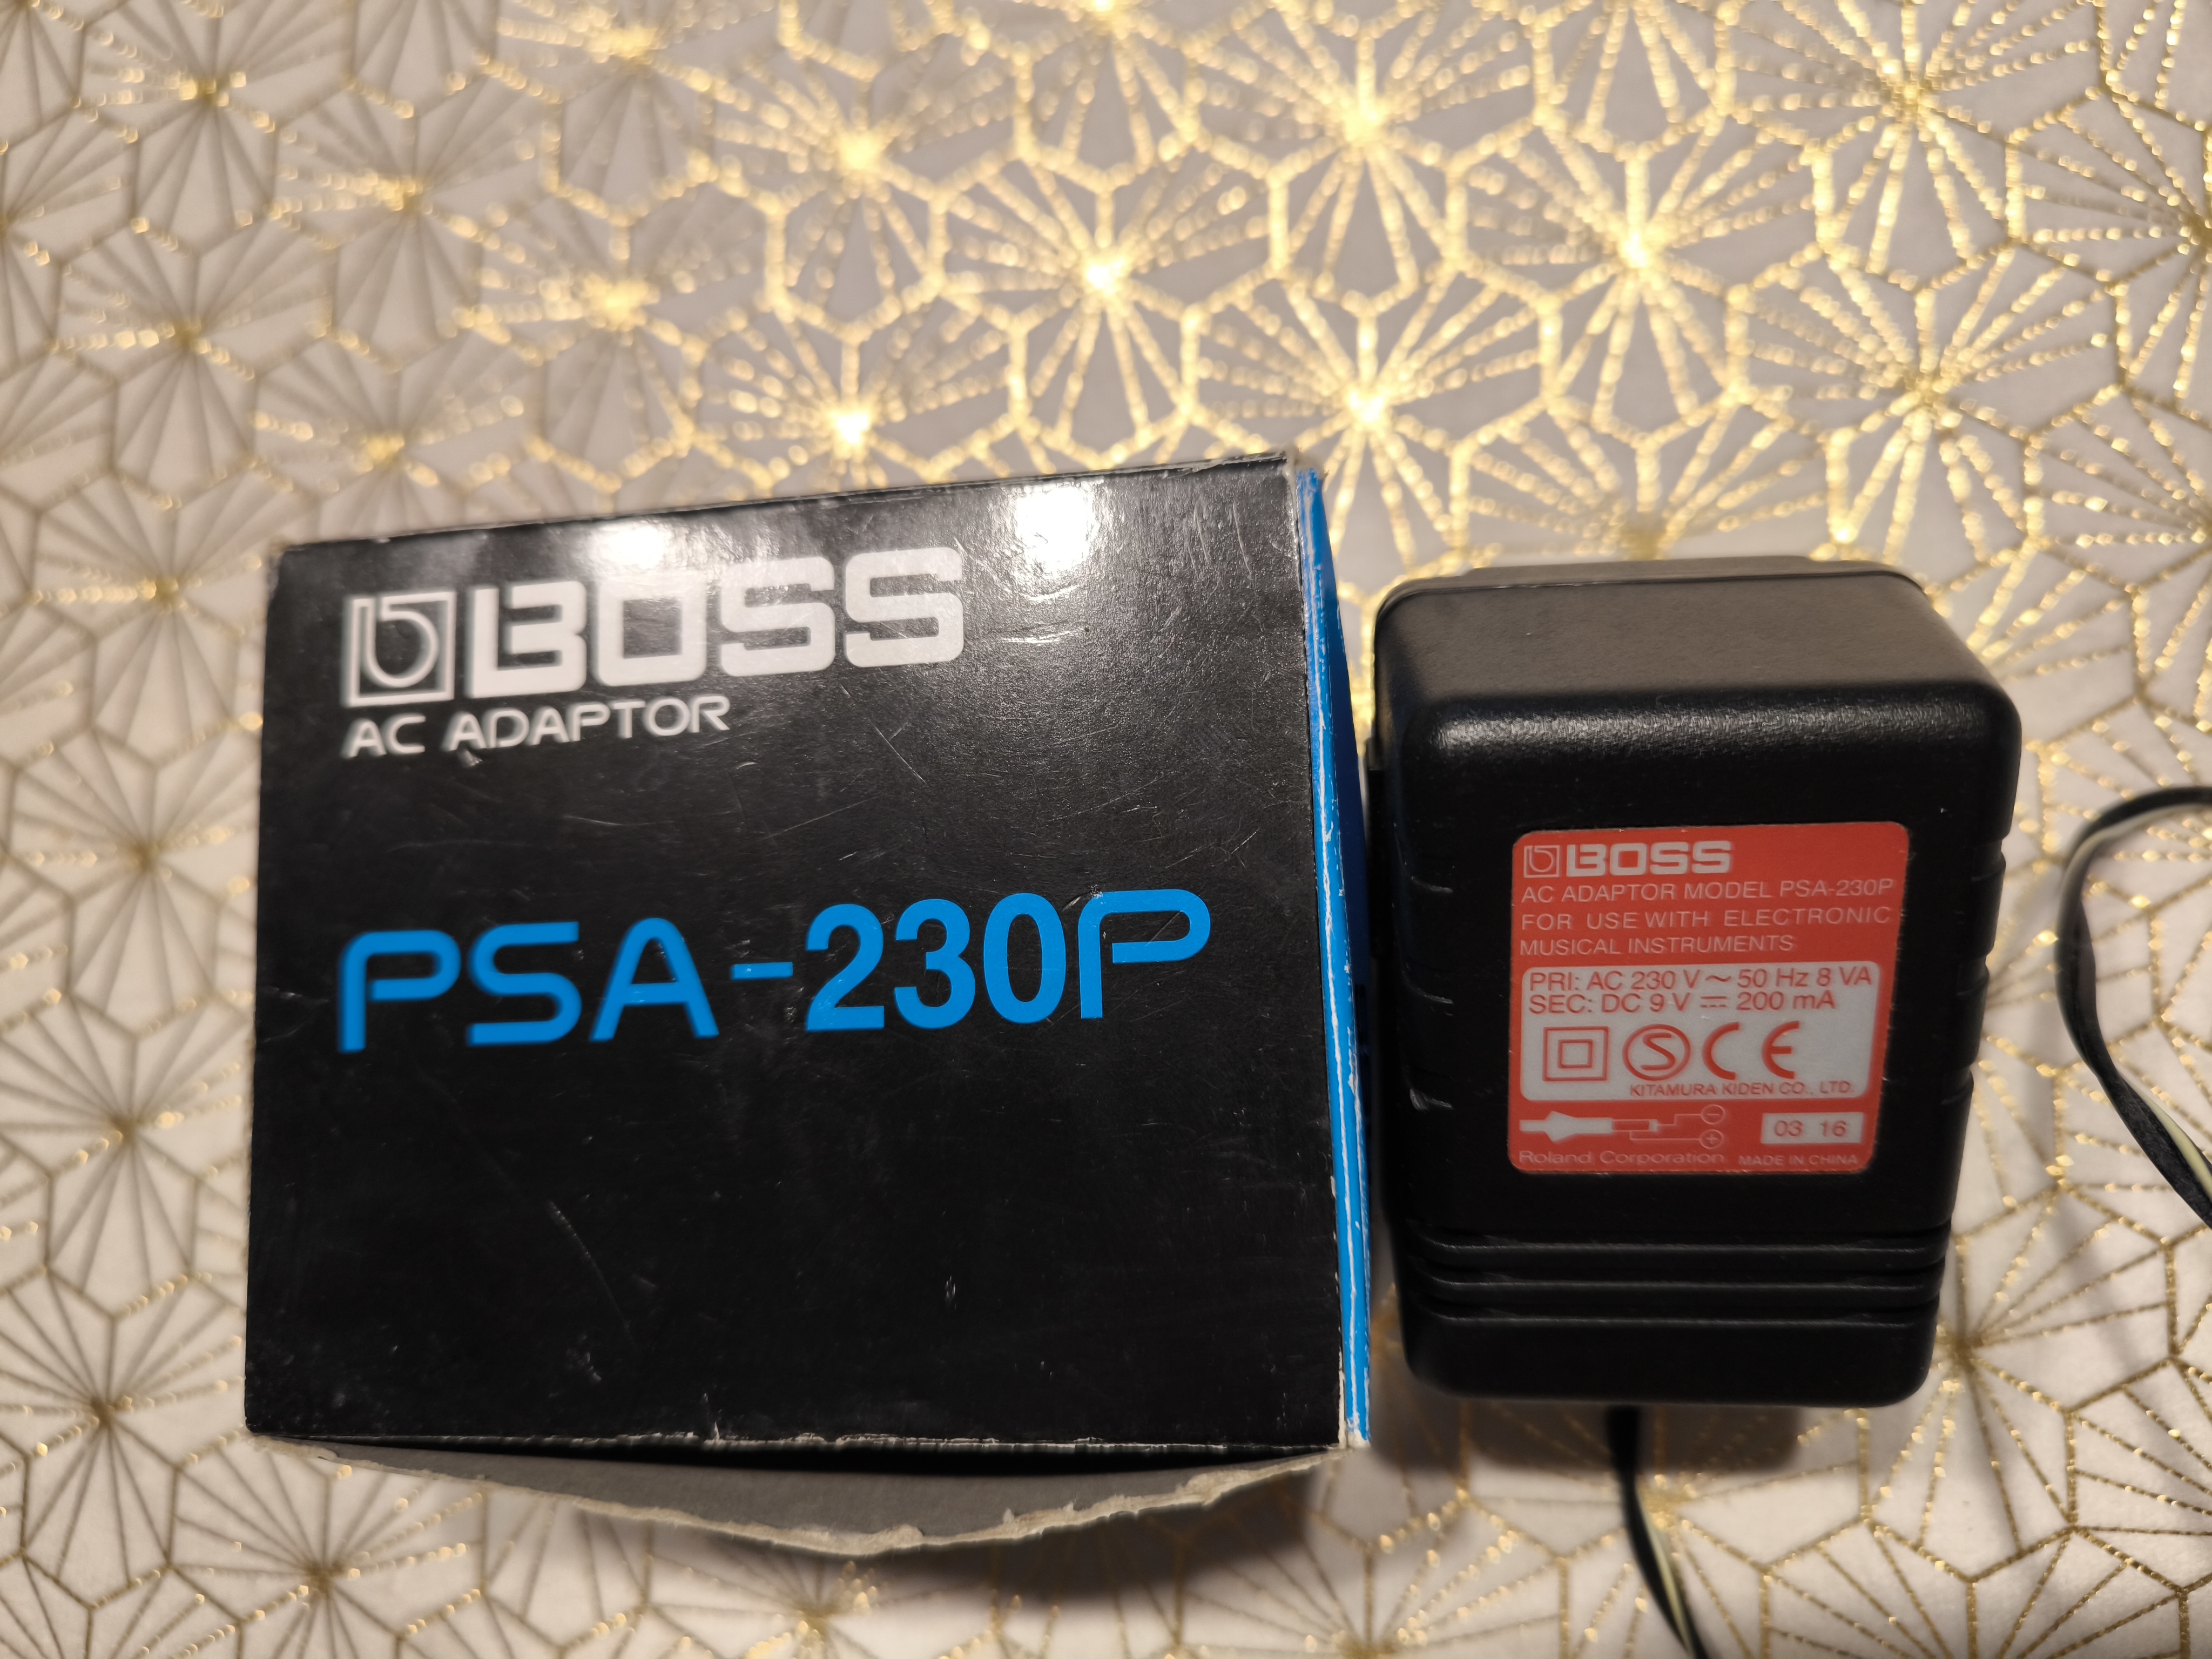 BOSS
AC ADAPTOR
PSA-230P
BOSS
AC ADAPTOR MODEL PSA-230P
FOR USE WITH ELECTRONIC
MUSICAL INSTRUMENTS
PRI: AC 230 V ~ 50 Hz 8 VA
SEC: DC 9 V ⎓ 200 mA
S CE
KITAMURA KIDEN CO., LTD.
03 16
Roland Corporation MADE IN CHINA